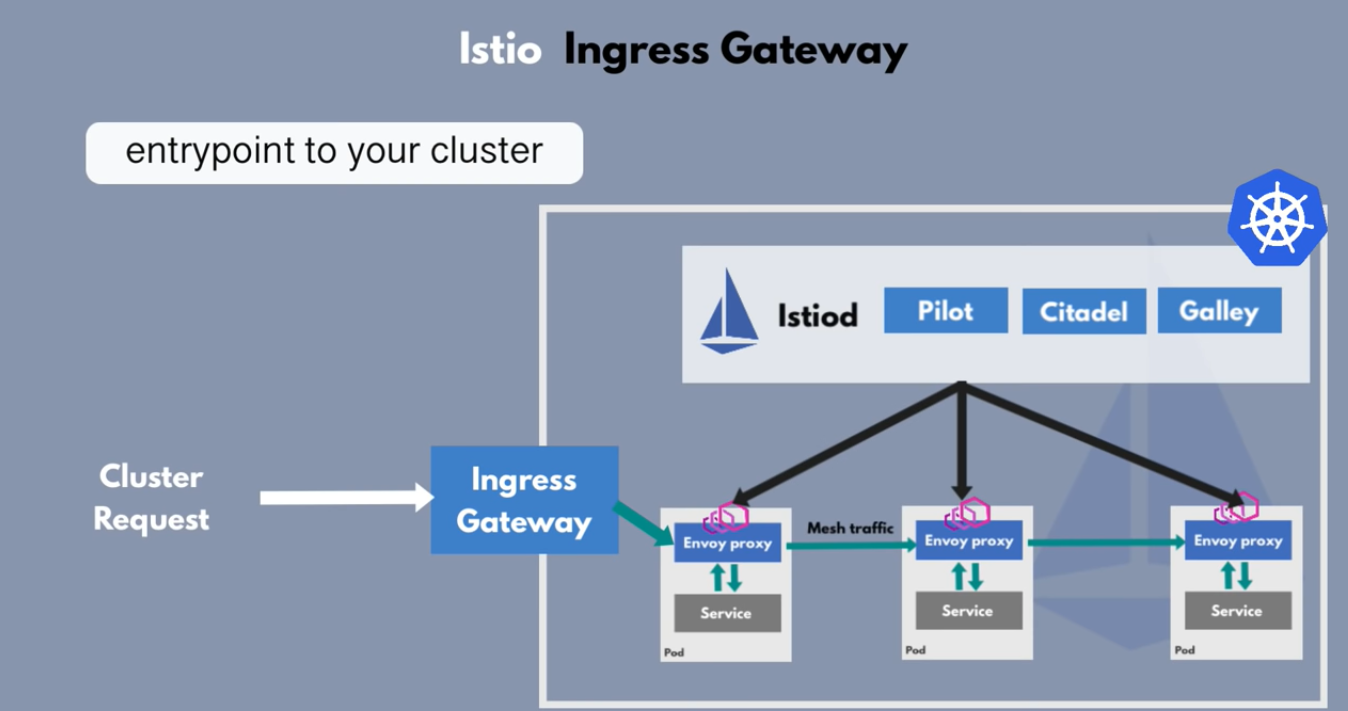 Istio Ingress Gateway
entrypoint to your cluster
Istiod
Pilot
Citadel
Galley
Cluster
Request
Ingress
Gateway
Mesh traffic
Envoy proxy
Service
Pod
Envoy proxy
Service
Pod
Envoy proxy
Service
Pod